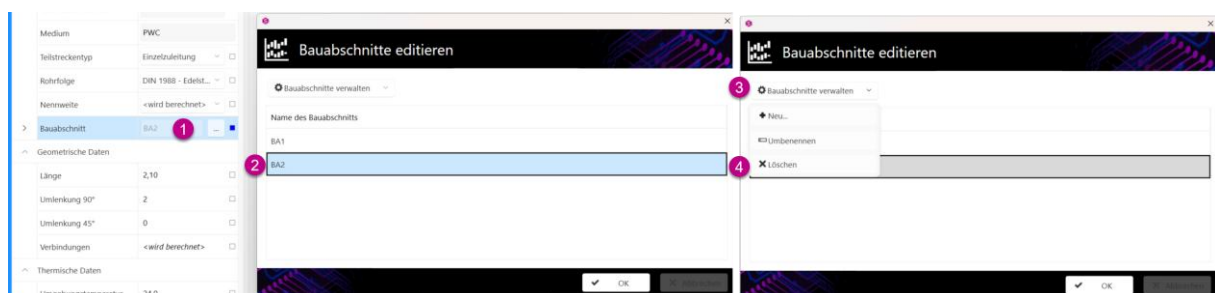 Medium PWC
Teilstreckentyp Einzelzuleitung
Rohrfolge DIN 1988 - Edelst...
Nennweite <wird berechnet>
Bauabschnitt BA2 1 ...
Geometrische Daten
Länge 2,10
Umlenkung 90° 2
Umlenkung 45° 0
Verbindungen <wird berechnet>
Thermische Daten
Bauabschnitte editieren
Bauabschnitte verwalten
Name des Bauabschnitts
BA1
2 BA2
OK Abbrechen
Bauabschnitte editieren
3 Bauabschnitte verwalten
Neu...
Umbenennen
4 Löschen
OK Abbrechen